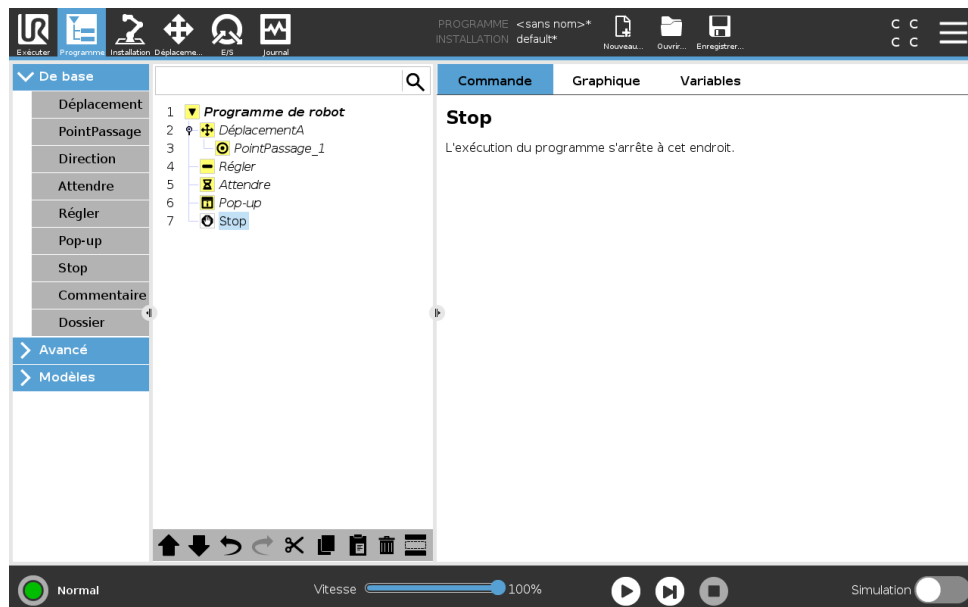 PROGRAMME <sans nom>*
INSTALLATION default*
Exécuter Programme Installation Déplaceme... E/S Journal
Nouveau... Ouvrir... Enregistrer...
C C
C C
De base
Déplacement
PointPassage
Direction
Attendre
Régler
Pop-up
Stop
Commentaire
Dossier
Avancé
Modèles
1 Programme de robot
2 DéplacementA
3 PointPassage_1
4 Régler
5 Attendre
6 Pop-up
7 Stop
Commande Graphique Variables
Stop
L'exécution du programme s'arrête à cet endroit.
Normal
Vitesse 100%
Simulation